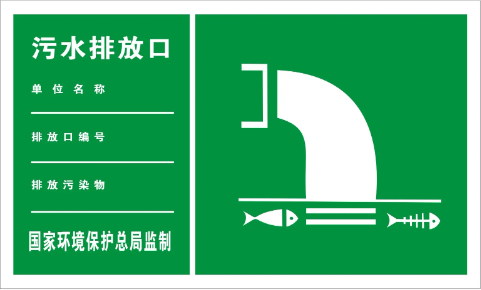 污水排放口
单位名称
排放口编号
排放污染物
国家环境保护总局监制